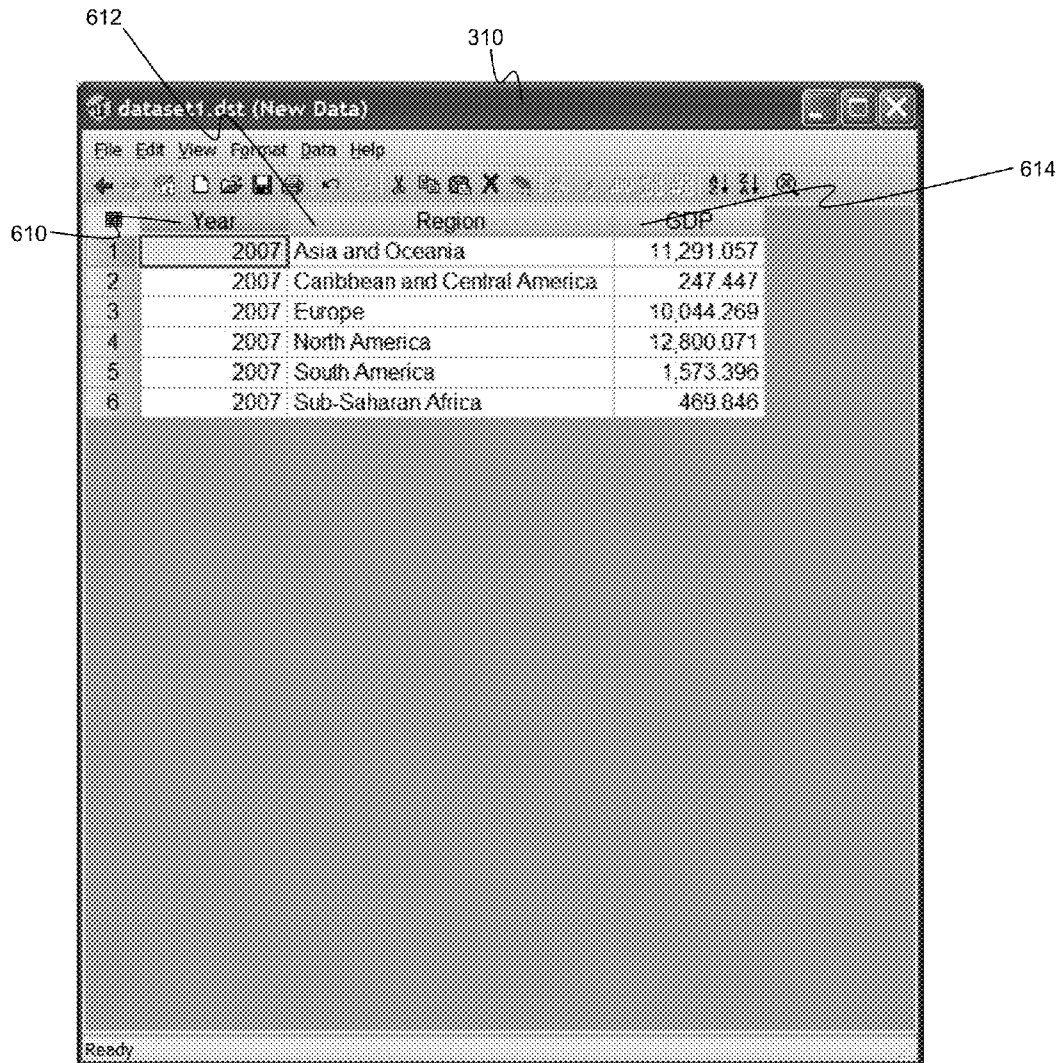 612
310
dataset1.dst (New Data)
File Edit View Format Data Help
614
610
Year Region GDP
1 2007 Asia and Oceania 11,291.057
2 2007 Caribbean and Central America 247.447
3 2007 Europe 10,044.269
4 2007 North America 12,800.071
5 2007 South America 1,573.396
6 2007 Sub-Saharan Africa 469.846
Ready